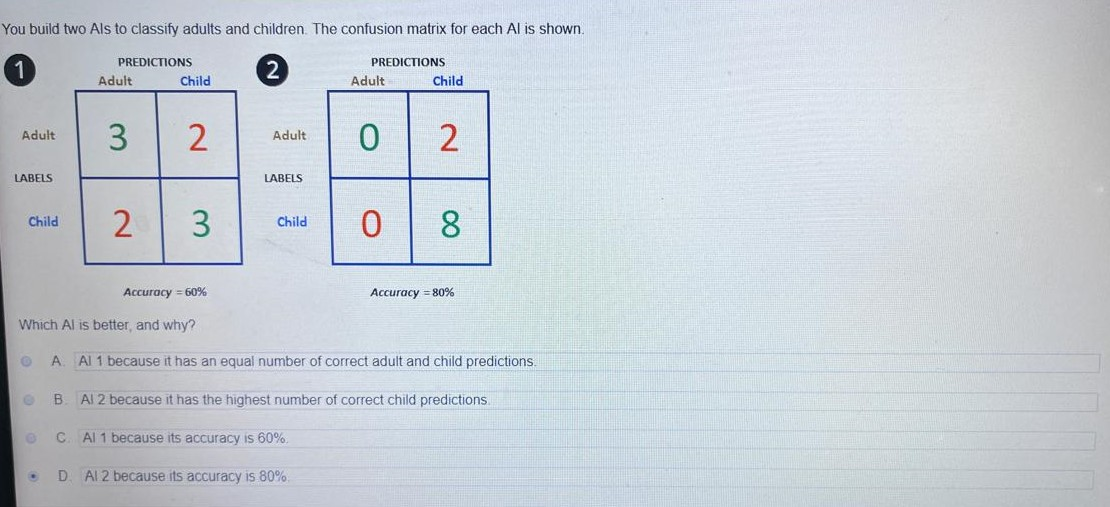 You build two AIs to classify adults and children. The confusion matrix for each AI is shown.
1
PREDICTIONS
Adult Child
Adult 3 2
LABELS
Child 2 3
Accuracy = 60%
2
PREDICTIONS
Adult Child
Adult 0 2
LABELS
Child 0 8
Accuracy = 80%
Which AI is better, and why?
A. AI 1 because it has an equal number of correct adult and child predictions.
B. AI 2 because it has the highest number of correct child predictions.
C. AI 1 because its accuracy is 60%.
D. AI 2 because its accuracy is 80%.